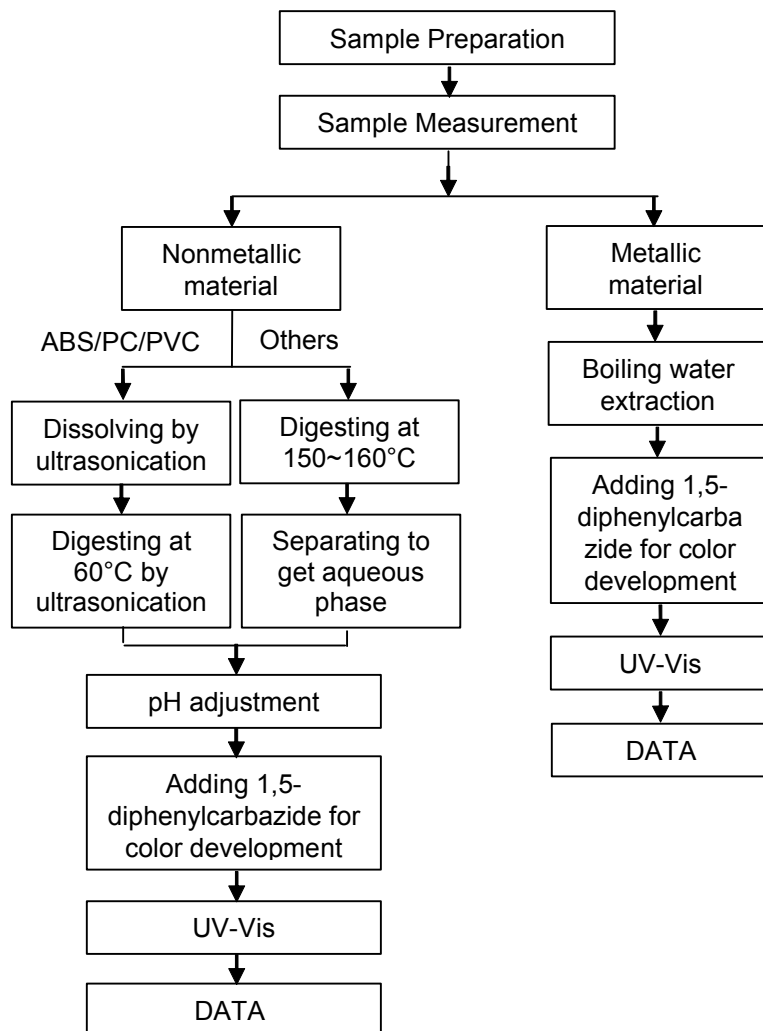 Sample Preparation
Sample Measurement
Nonmetallic
material
Metallic
material
ABS/PC/PVC
Others
Boiling water
extraction
Dissolving by
ultrasonication
Digesting at
150~160°C
Adding 1,5-
diphenylcarba
zide for color
development
Digesting at
60°C by
ultrasonication
Separating to
get aqueous
phase
UV-Vis
pH adjustment
DATA
Adding 1,5-
diphenylcarbazide for
color development
UV-Vis
DATA